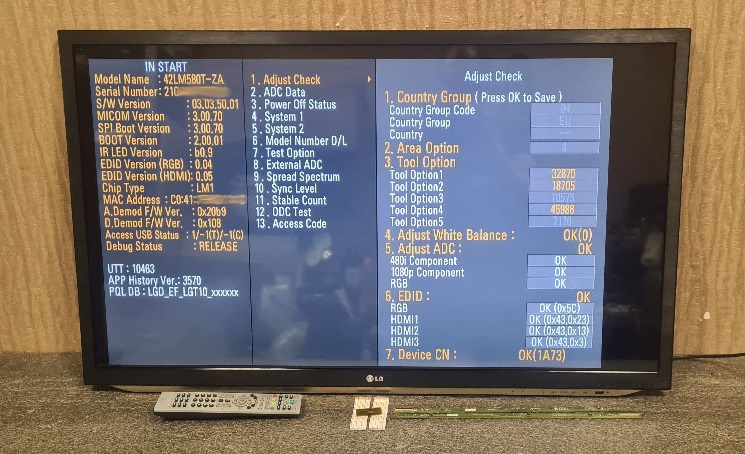 IN START
Model Name : 42LM580T-ZA
Serial Number: 210
S/W Version : 03.03.50.01
MICOM Version : 3.00.70
SPI Boot Version : 3.00.70
BOOT Version : 2.00.01
IR LED Version : b0.9
EDID Version (RGB) : 0.04
EDID Version (HDMI): 0.05
Chip Type : LM1
MAC Address : C0:41:
A.Demod F/W Ver. : 0x20b9
D.Demod F/W Ver. : 0x108
Access USB Status : 1/-1(T)/-1(C)
Debug Status : RELEASE
UTT : 10463
APP History Ver.: 3570
PQL DB : LGD_EF_LGT10_xxxxxx
1. Adjust Check
2. ADC Data
3. Power Off Status
4. System 1
5. System 2
6. Model Number D/L
7. Test Option
8. External ADC
9. Spread Spectrum
10. Sync Level
11. Stable Count
12. ODC Test
13. Access Code
Adjust Check
1. Country Group ( Press OK to Save )
Country Group Code 04
Country Group EU
Country --
2. Area Option 4
3. Tool Option
Tool Option1 32870
Tool Option2 18705
Tool Option3 10575
Tool Option4 45988
Tool Option5 7170
4. Adjust White Balance : OK(0)
5. Adjust ADC : OK
480i Component OK
1080p Component OK
RGB OK
6. EDID : OK
RGB OK (0x5C)
HDMI1 OK (0x43,0x23)
HDMI2 OK (0x43,0x13)
HDMI3 OK (0x43,0x3)
7. Device CN : OK(1A73)
LG